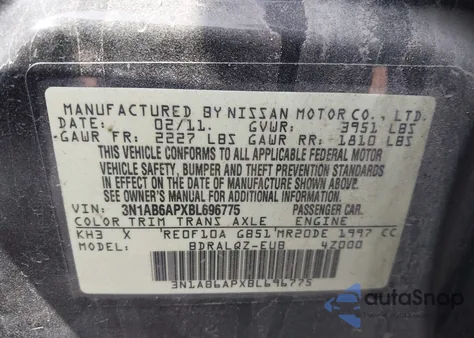 MANUFACTURED BY NISSAN MOTOR CO., LTD.
DATE: 02/11. GVWR: 3951 LBS
GAWR FR: 2227 LBS GAWR RR: 1810 LBS
THIS VEHICLE CONFORMS TO ALL APPLICABLE FEDERAL MOTOR
VEHICLE SAFETY, BUMPER AND THEFT PREVENTION STANDARDS
IN EFFECT ON THE DATE OF MANUFACTURE SHOWN ABOVE.
SEE OWNER'S MANUAL FOR ADDITIONAL INFORMATION.
VIN: 3N1AB6APXBL696775 PASSENGER CAR.
COLOR TRIM TRANS AXLE ENGINE
KH3 X RE0F10A GB51 MR20DE 1997 CC
MODEL: BDRALQZ-EUB 4Z000
3N1AB6APXBL696775
autoSnap